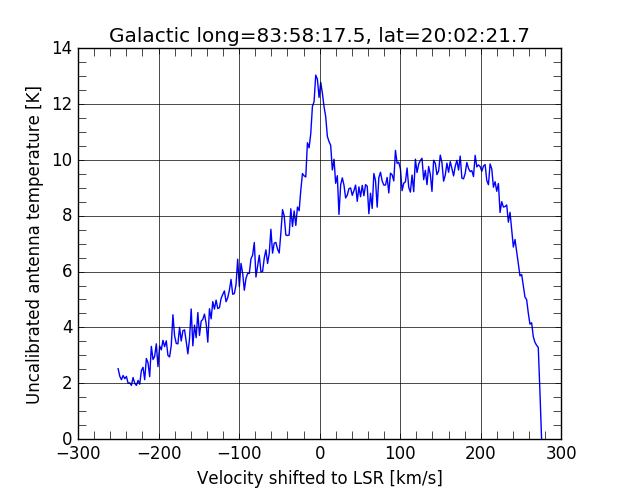 Galactic long=83:58:17.5, lat=20:02:21.7
Uncalibrated antenna temperature [K]
14
12
10
8
6
4
2
0
−300 −200 −100 0 100 200 300
Velocity shifted to LSR [km/s]